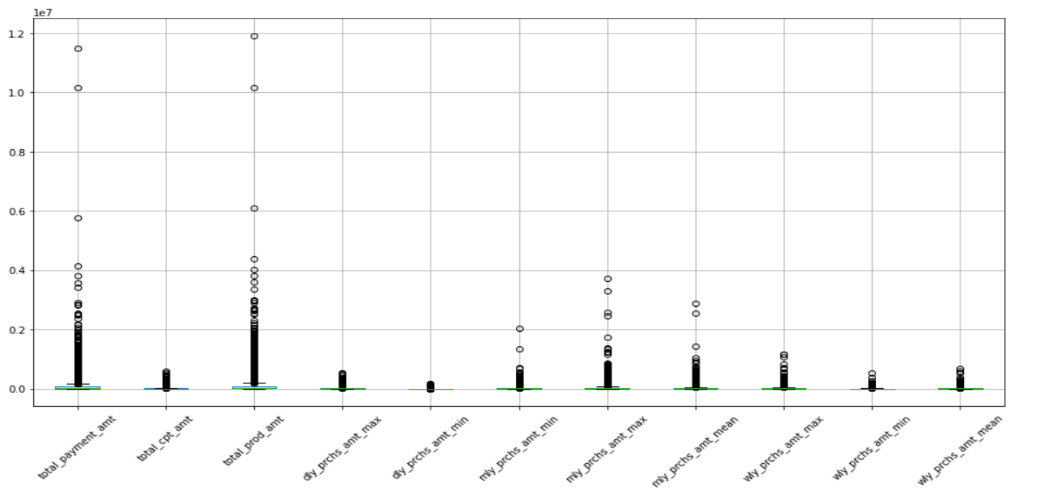 1e7
1.2
1.0
0.8
0.6
0.4
0.2
0.0
total_payment_amt
total_cpt_amt
total_prod_amt
dly_prchs_amt_max
dly_prchs_amt_min
mly_prchs_amt_min
mly_prchs_amt_max
mly_prchs_amt_mean
wly_prchs_amt_max
wly_prchs_amt_min
wly_prchs_amt_mean